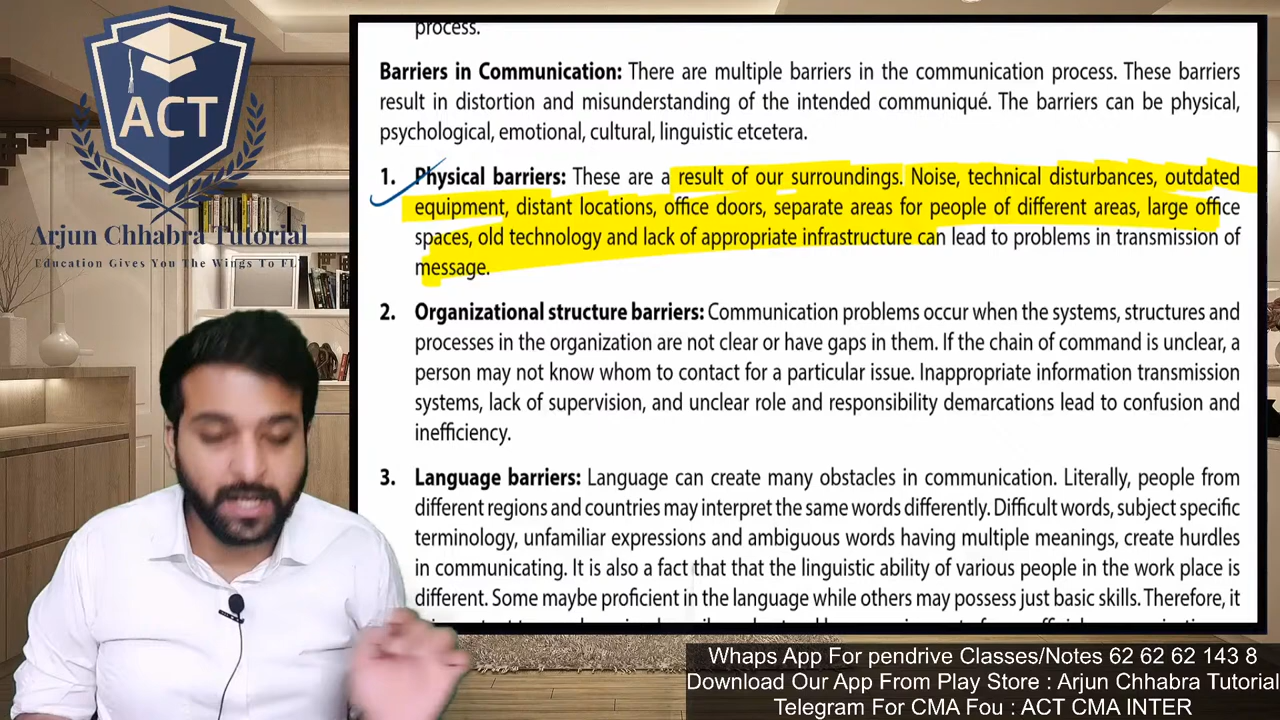 ACT
Arjun Chhabra Tutorial
Education Gives You The Wings To
process.
Barriers in Communication: There are multiple barriers in the communication process. These barriers
result in distortion and misunderstanding of the intended communiqué. The barriers can be physical,
psychological, emotional, cultural, linguistic etcetera.
1. Physical barriers: These are a result of our surroundings. Noise, technical disturbances, outdated
equipment, distant locations, office doors, separate areas for people of different areas, large office
spaces, old technology and lack of appropriate infrastructure can lead to problems in transmission of
message.
2. Organizational structure barriers: Communication problems occur when the systems, structures and
processes in the organization are not clear or have gaps in them. If the chain of command is unclear, a
person may not know whom to contact for a particular issue. Inappropriate information transmission
systems, lack of supervision, and unclear role and responsibility demarcations lead to confusion and
inefficiency.
3. Language barriers: Language can create many obstacles in communication. Literally, people from
different regions and countries may interpret the same words differently. Difficult words, subject specific
terminology, unfamiliar expressions and ambiguous words having multiple meanings, create hurdles
in communicating. It is also a fact that that the linguistic ability of various people in the work place is
different. Some maybe proficient in the language while others may possess just basic skills. Therefore, it
Whaps App For pendrive Classes/Notes 62 62 62 143 8
Download Our App From Play Store : Arjun Chhabra Tutorial
Telegram For CMA Fou : ACT CMA INTER